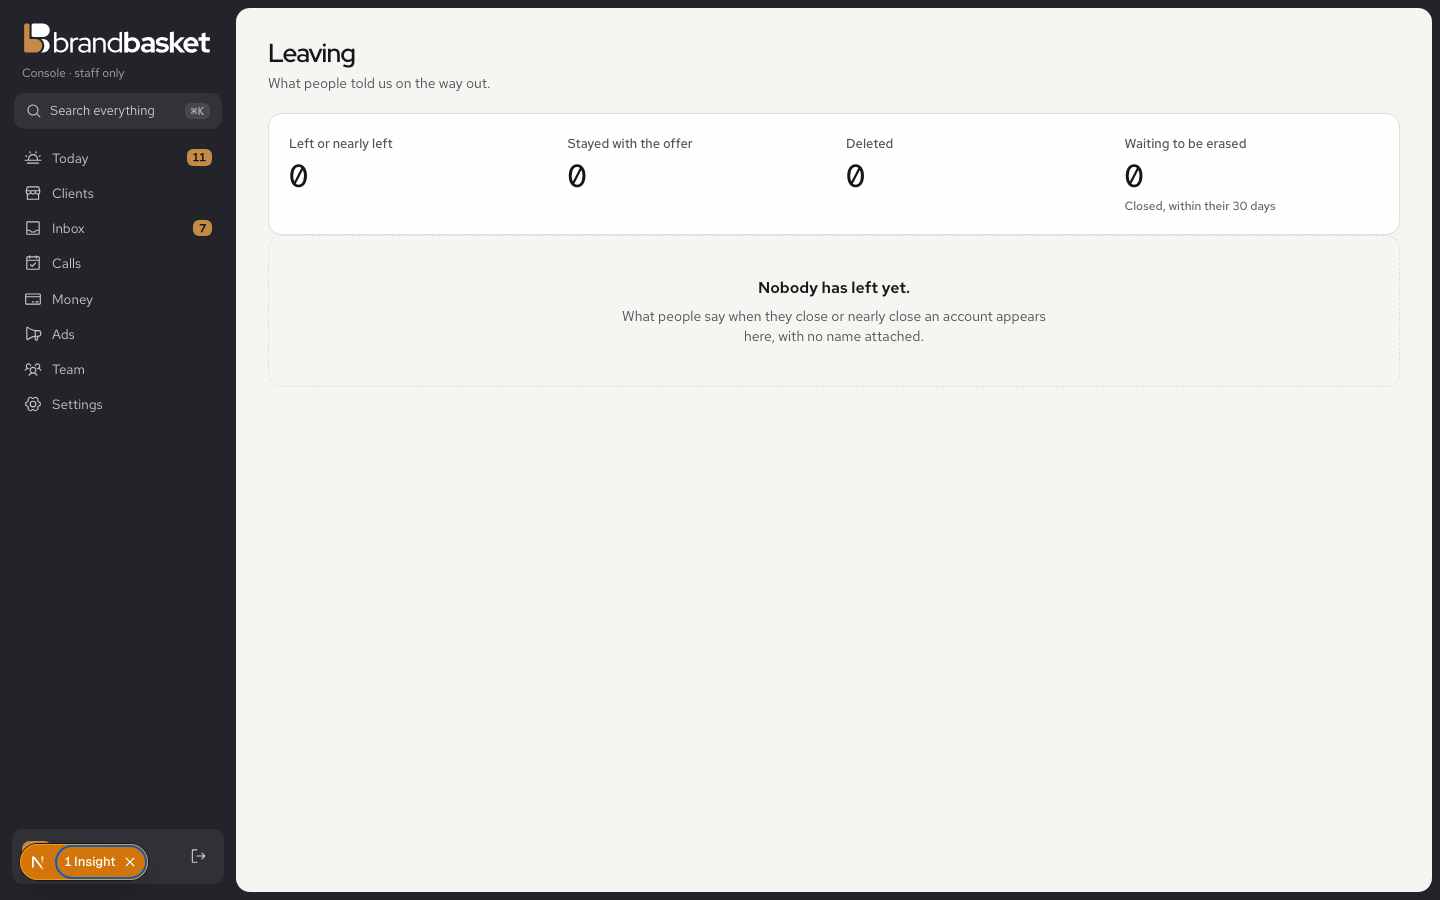 brandbasket
Console · staff only
Search everything ⌘K
Today 11
Clients
Inbox 7
Calls
Money
Ads
Team
Settings
N 1 Insight
Leaving
What people told us on the way out.
Left or nearly left
0
Stayed with the offer
0
Deleted
0
Waiting to be erased
0
Closed, within their 30 days
Nobody has left yet.
What people say when they close or nearly close an account appears
here, with no name attached.